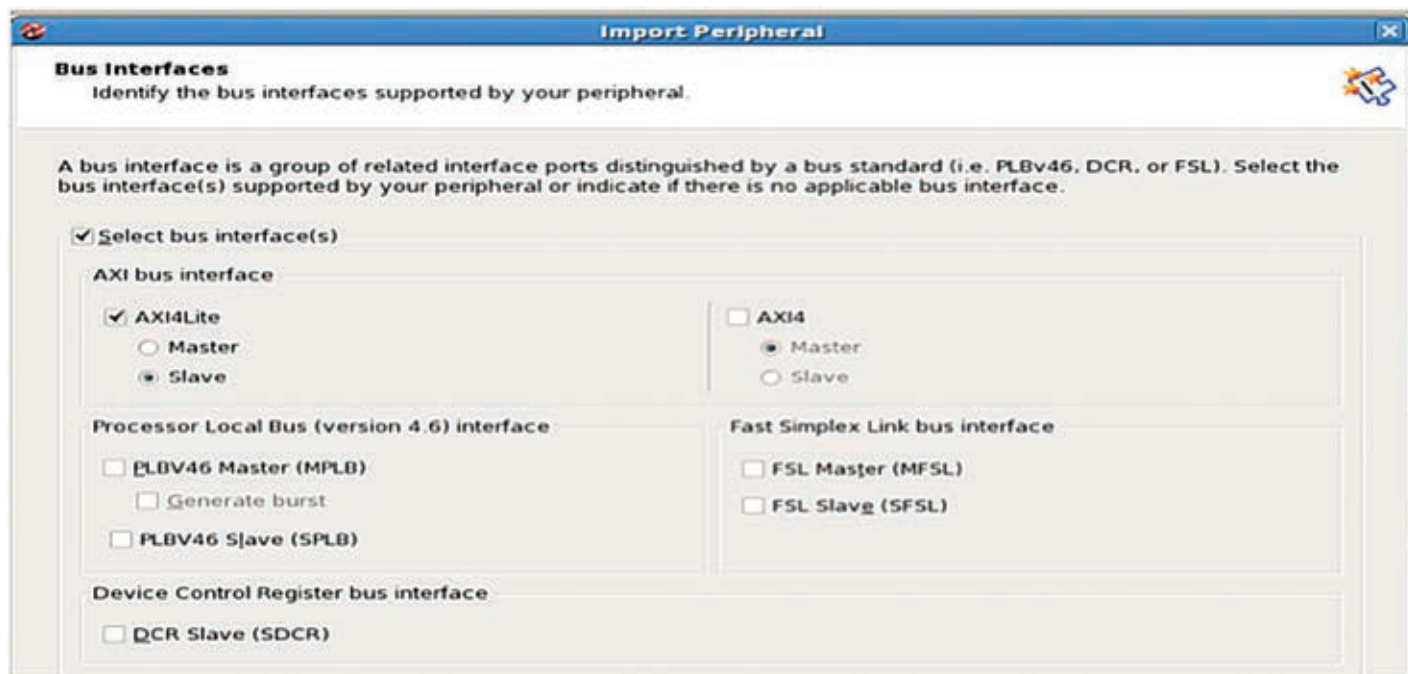 Import Peripheral
Bus Interfaces
Identify the bus interfaces supported by your peripheral.
A bus interface is a group of related interface ports distinguished by a bus standard (i.e. PLBv46, DCR, or FSL). Select the
bus interface(s) supported by your peripheral or indicate if there is no applicable bus interface.
Select bus interface(s)
AXI bus interface
AXI4Lite
Master
Slave
AXI4
Master
Slave
Processor Local Bus (version 4.6) interface
PLBV46 Master (MPLB)
Generate burst
PLBV46 Slave (SPLB)
Fast Simplex Link bus interface
FSL Master (MFSL)
FSL Slave (SFSL)
Device Control Register bus interface
DCR Slave (SDCR)